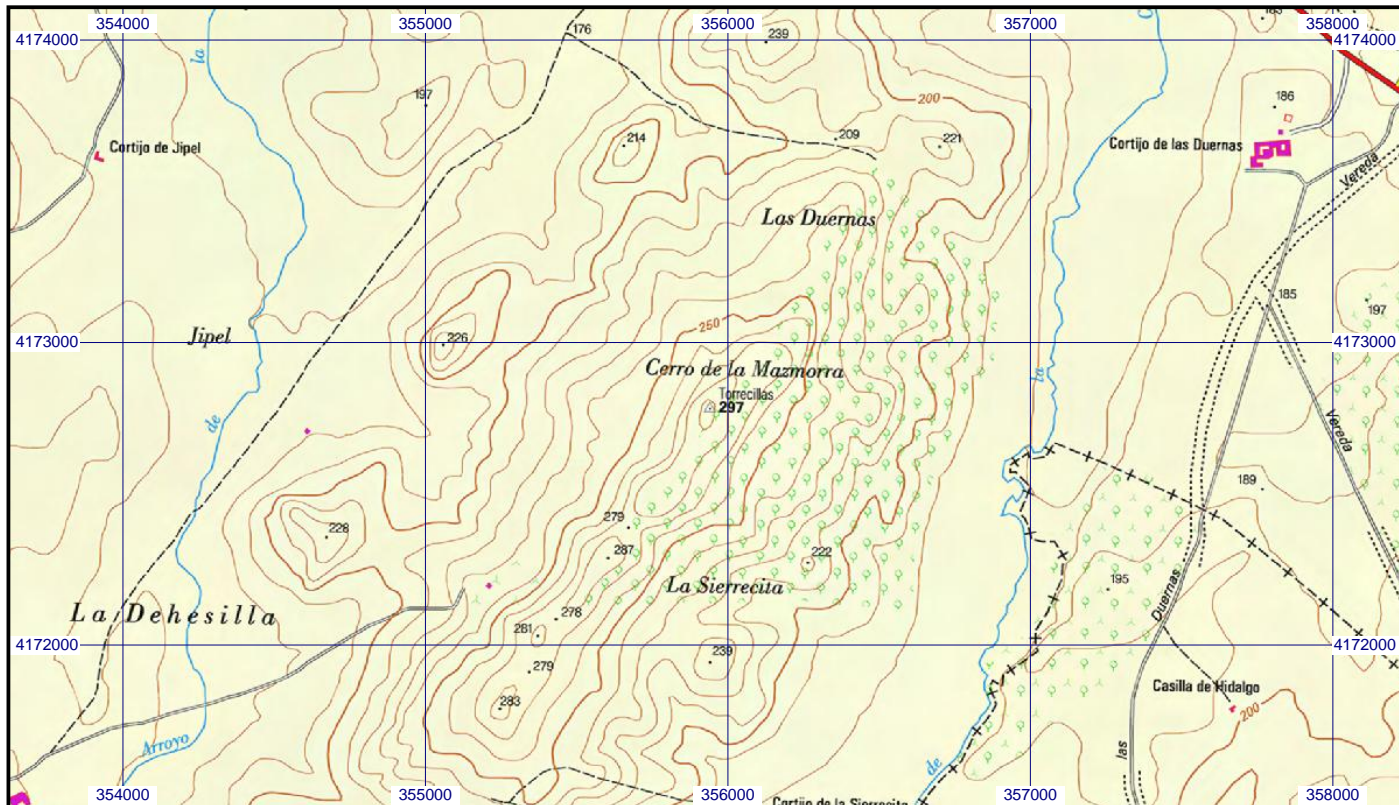 354000
355000
356000
357000
358000
4174000
4174000
176
239
la
197
200
186
214
209
221
Cortijo de Jipel
Cortijo de las Duernas
Vereda
Las Duernas
185
197
250
Jipel
226
4173000
4173000
la
Cerro de la Mazmorra
Torrecillas
297
de
Vereda
189
279
228
287
222
195
La Sierrecita
Duernas
278
La Dehesilla
281
4172000
4172000
239
279
Casilla de Hidalgo
283
200
Arroyo
las
de
354000
355000
356000
357000
358000